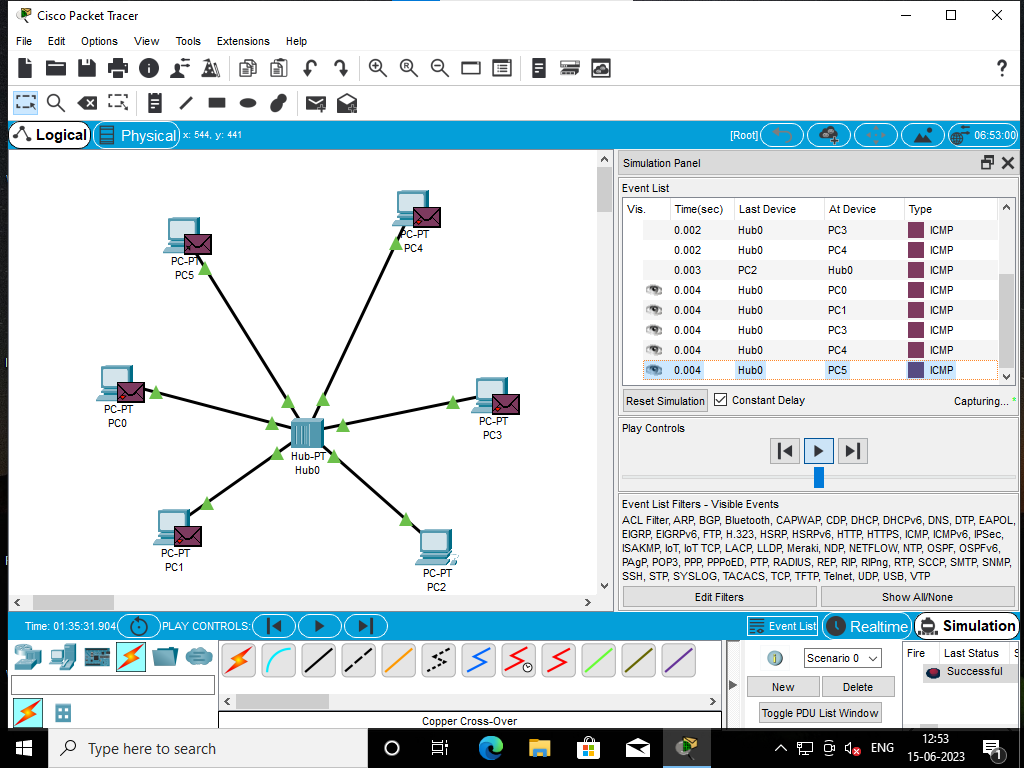 Cisco Packet Tracer
File Edit Options View Tools Extensions Help
?
Logical Physical x: 544, y: 441 [Root] 06:53:00
Simulation Panel
Event List
Vis. Time(sec) Last Device At Device Type
0.002 Hub0 PC3 ICMP
0.002 Hub0 PC4 ICMP
0.003 PC2 Hub0 ICMP
0.004 Hub0 PC0 ICMP
0.004 Hub0 PC1 ICMP
0.004 Hub0 PC3 ICMP
0.004 Hub0 PC4 ICMP
0.004 Hub0 PC5 ICMP
Reset Simulation Constant Delay Capturing... *
Play Controls
Event List Filters - Visible Events
ACL Filter, ARP, BGP, Bluetooth, CAPWAP, CDP, DHCP, DHCPv6, DNS, DTP, EAPOL,
EIGRP, EIGRPv6, FTP, H.323, HSRP, HSRPv6, HTTP, HTTPS, ICMP, ICMPv6, IPSec,
ISAKMP, IoT, IoT TCP, LACP, LLDP, Meraki, NDP, NETFLOW, NTP, OSPF, OSPFv6,
PAgP, POP3, PPP, PPPoED, PTP, RADIUS, REP, RIP, RIPng, RTP, SCCP, SMTP, SNMP,
SSH, STP, SYSLOG, TACACS, TCP, TFTP, Telnet, UDP, USB, VTP
Edit Filters Show All/None
PC-PT
PC4
PC-PT
PC5
PC-PT
PC0
PC-PT
PC3
Hub-PT
Hub0
PC-PT
PC1
PC-PT
PC2
Time: 01:35:31.904 PLAY CONTROLS: Event List Realtime Simulation
Copper Cross-Over
1 Scenario 0
New Delete
Toggle PDU List Window
Fire Last Status S
Successful
Type here to search
ENG
12:53
15-06-2023
1